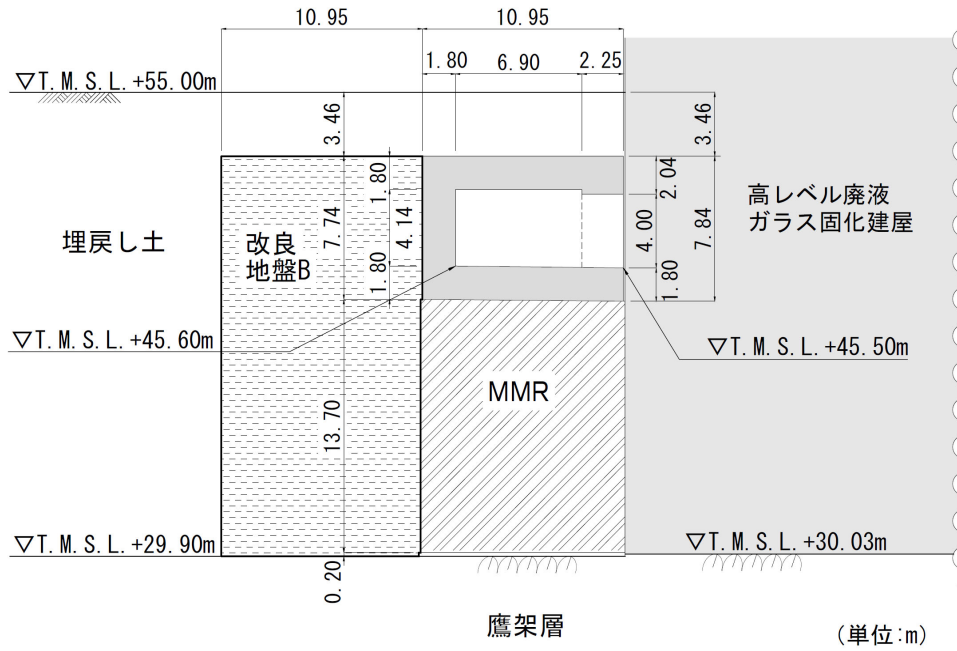 10.95
10.95
1.80
6.90
2.25
▽T.M.S.L.+55.00m
3.46
3.46
1.80
7.74
4.14
1.80
2.04
4.00
7.84
1.80
高レベル廃液
ガラス固化建屋
埋戻し土
改良
地盤B
▽T.M.S.L.+45.60m
▽T.M.S.L.+45.50m
MMR
13.70
▽T.M.S.L.+29.90m
▽T.M.S.L.+30.03m
0.20
鷹架層
(単位:m)